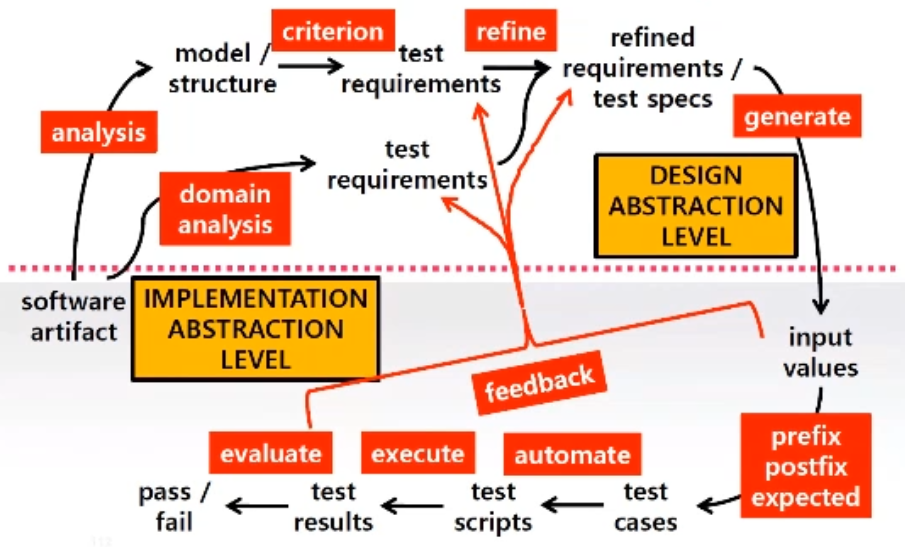 criterion
refine
model /
structure
test
requirements
refined
requirements /
test specs
analysis
generate
test
requirements
domain
analysis
DESIGN
ABSTRACTION
LEVEL
software
artifact
IMPLEMENTATION
ABSTRACTION
LEVEL
input
values
feedback
prefix
postfix
expected
evaluate
execute
automate
pass /
fail
test
results
test
scripts
test
cases
112